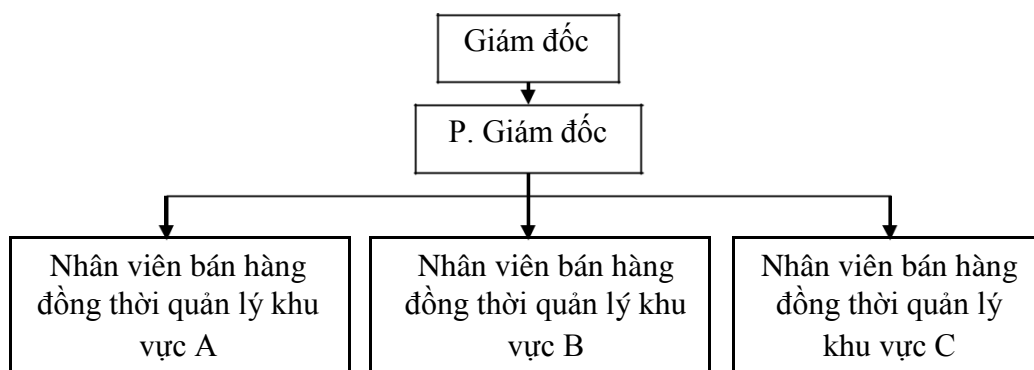 Giám đốc
P. Giám đốc
Nhân viên bán hàng
đồng thời quản lý khu
vực A
Nhân viên bán hàng
đồng thời quản lý khu
vực B
Nhân viên bán hàng
đồng thời quản lý
khu vực C